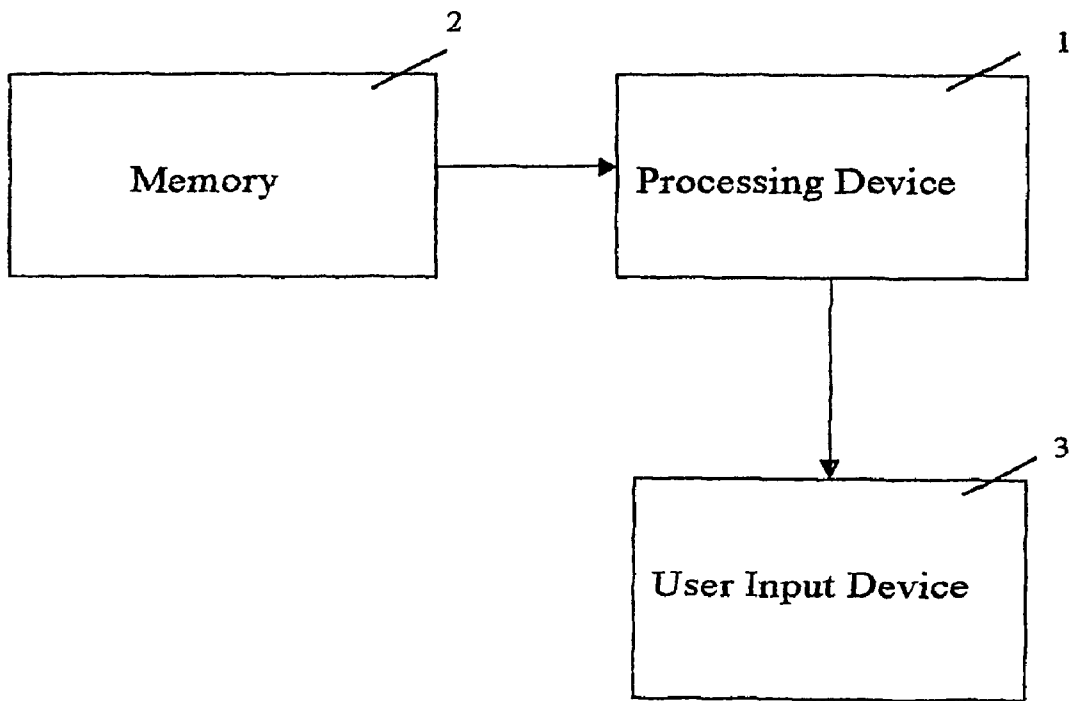 2
1
Memory
Processing Device
3
User Input Device